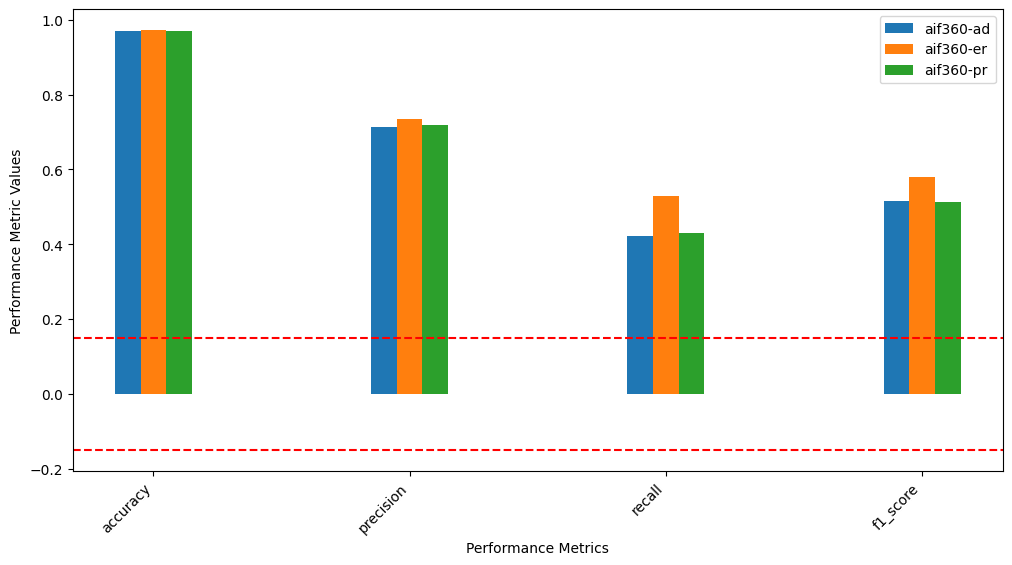 1.0
0.8
0.6
0.4
0.2
0.0
−0.2
Performance Metric Values
aif360-ad
aif360-er
aif360-pr
accuracy
precision
recall
f1_score
Performance Metrics